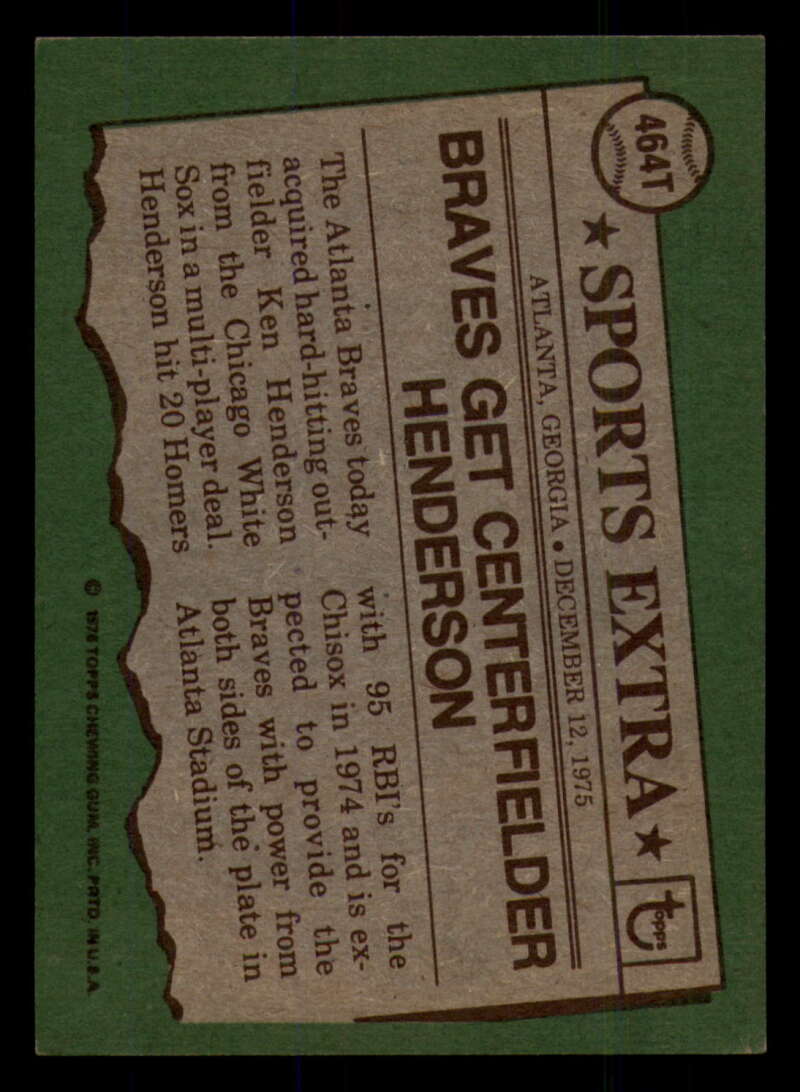 464T
★ SPORTS EXTRA ★
topps
ATLANTA, GEORGIA • DECEMBER 12, 1975
BRAVES GET CENTERFIELDER
HENDERSON
The Atlanta Braves today
acquired hard-hitting out-
fielder Ken Henderson
from the Chicago White
Sox in a multi-player deal.
Henderson hit 20 Homers
with 95 RBI's for the
Chisox in 1974 and is ex-
pected to provide the
Braves with power from
both sides of the plate in
Atlanta Stadium.
© 1976 TOPPS CHEWING GUM, INC. PRTD. IN U.S.A.